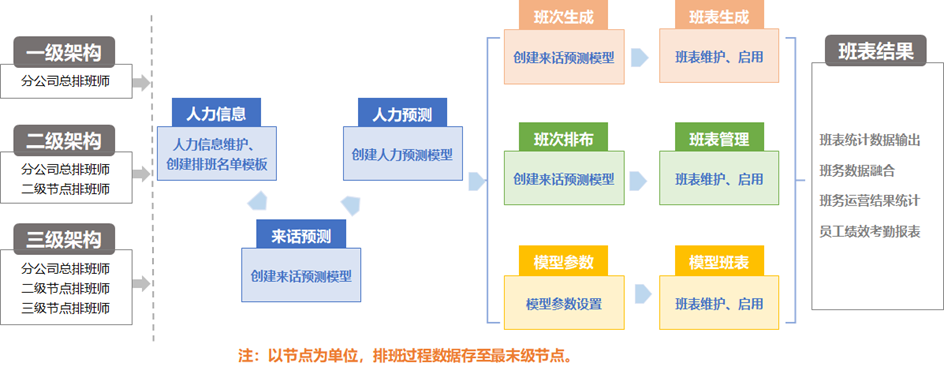 一级架构
分公司总排班师
二级架构
分公司总排班师
二级节点排班师
三级架构
分公司总排班师
二级节点排班师
三级节点排班师
人力信息
人力信息维护、
创建排班名单模板
人力预测
创建人力预测模型
来话预测
创建来话预测模型
班次生成
创建来话预测模型
班表生成
班表维护、启用
班次排布
创建来话预测模型
班表管理
班表维护、启用
模型参数
模型参数设置
模型班表
班表维护、启用
班表结果
班表统计数据输出
班务数据融合
班务运营结果统计
员工绩效考勤报表
注：以节点为单位，排班过程数据存至最末级节点。